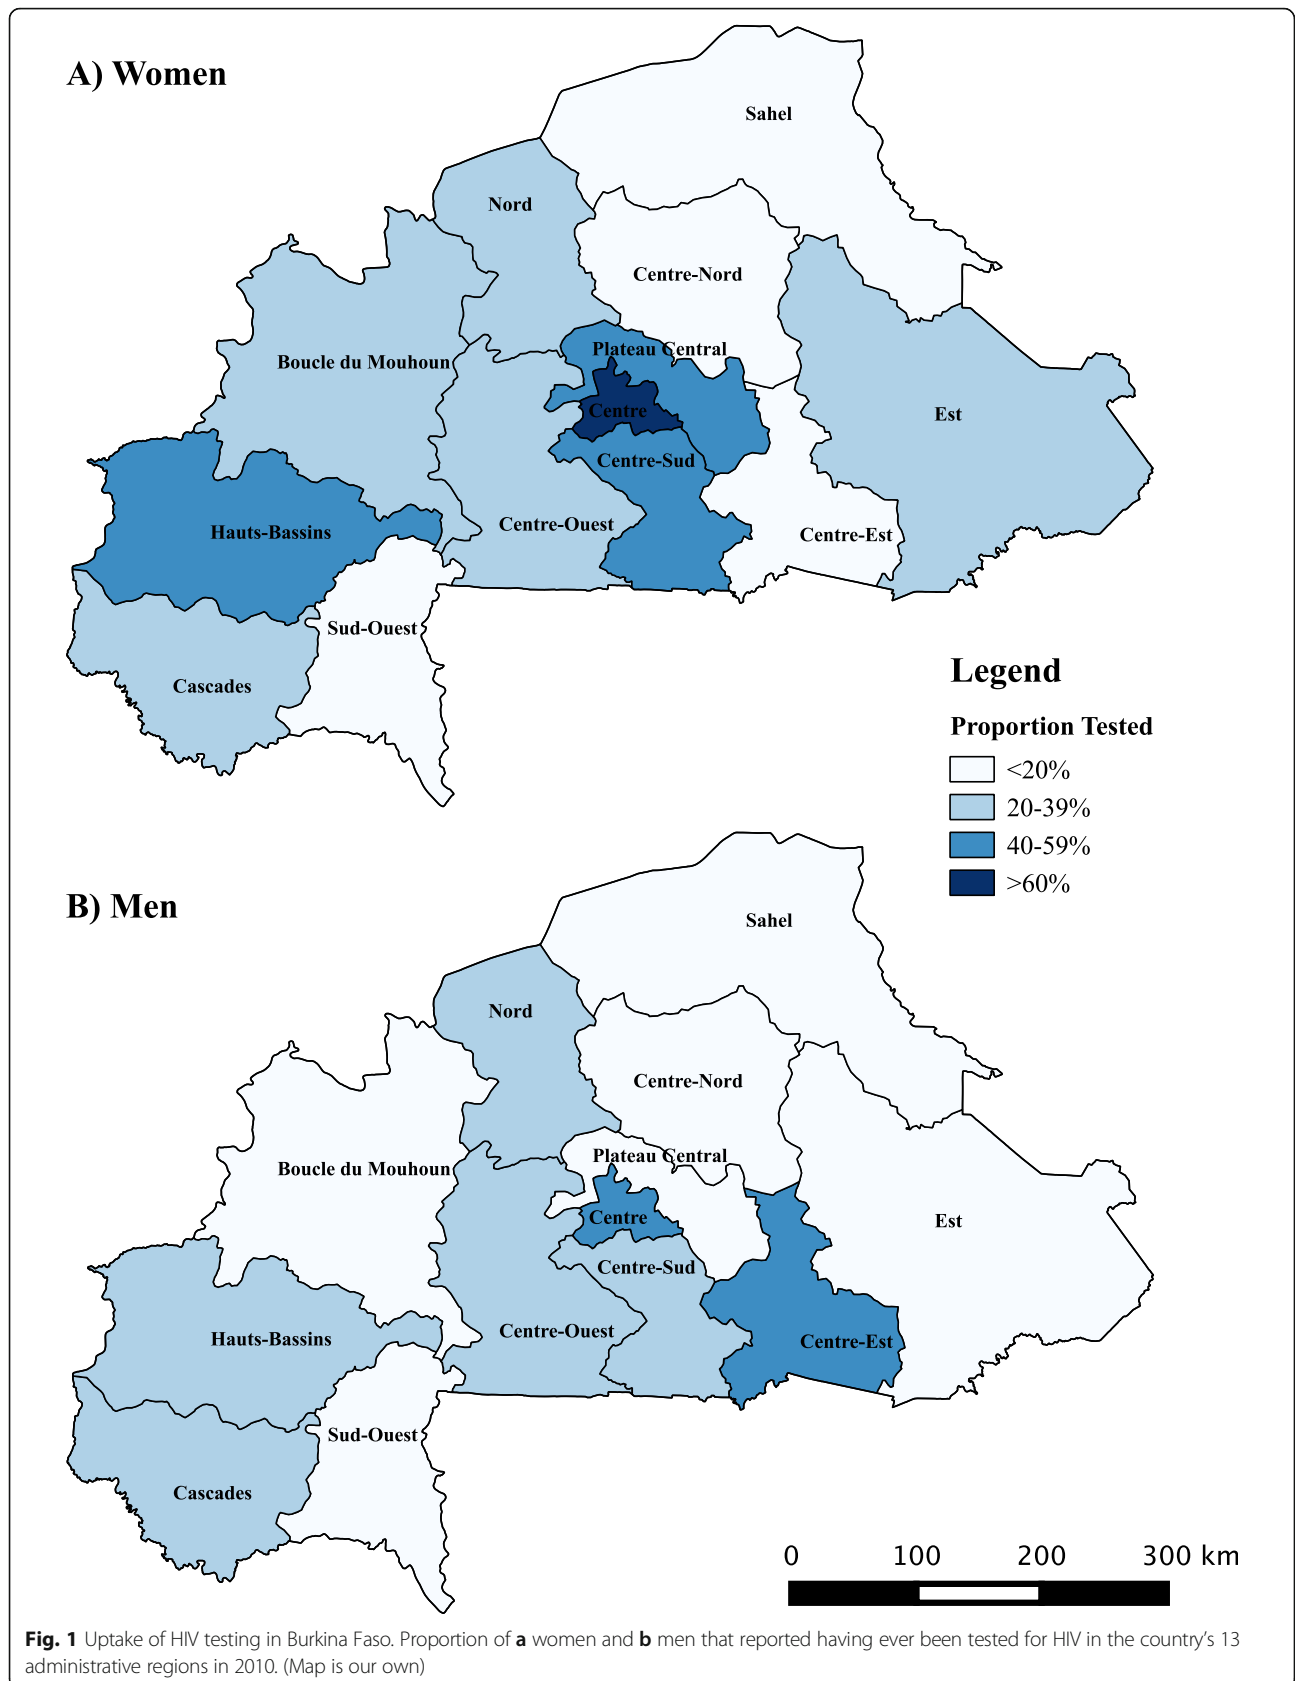 A) Women
Sahel
Nord
Centre-Nord
Plateau Central
Boucle du Mouhoun
Centre
Est
Centre-Sud
Centre-Ouest
Hauts-Bassins
Centre-Est
Sud-Ouest
Cascades
Legend
Proportion Tested
<20%
20-39%
40-59%
>60%
B) Men
Sahel
Nord
Centre-Nord
Plateau Central
Boucle du Mouhoun
Centre
Est
Centre-Sud
Centre-Ouest
Hauts-Bassins
Centre-Est
Sud-Ouest
Cascades
0 100 200 300 km
Fig. 1 Uptake of HIV testing in Burkina Faso. Proportion of a women and b men that reported having ever been tested for HIV in the country's 13
administrative regions in 2010. (Map is our own)